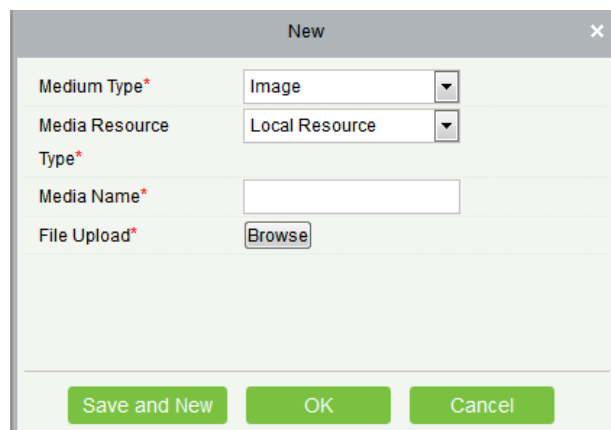 New ×
Medium Type* Image
Media Resource Local Resource
Type*
Media Name*
File Upload* Browse
Save and New OK Cancel